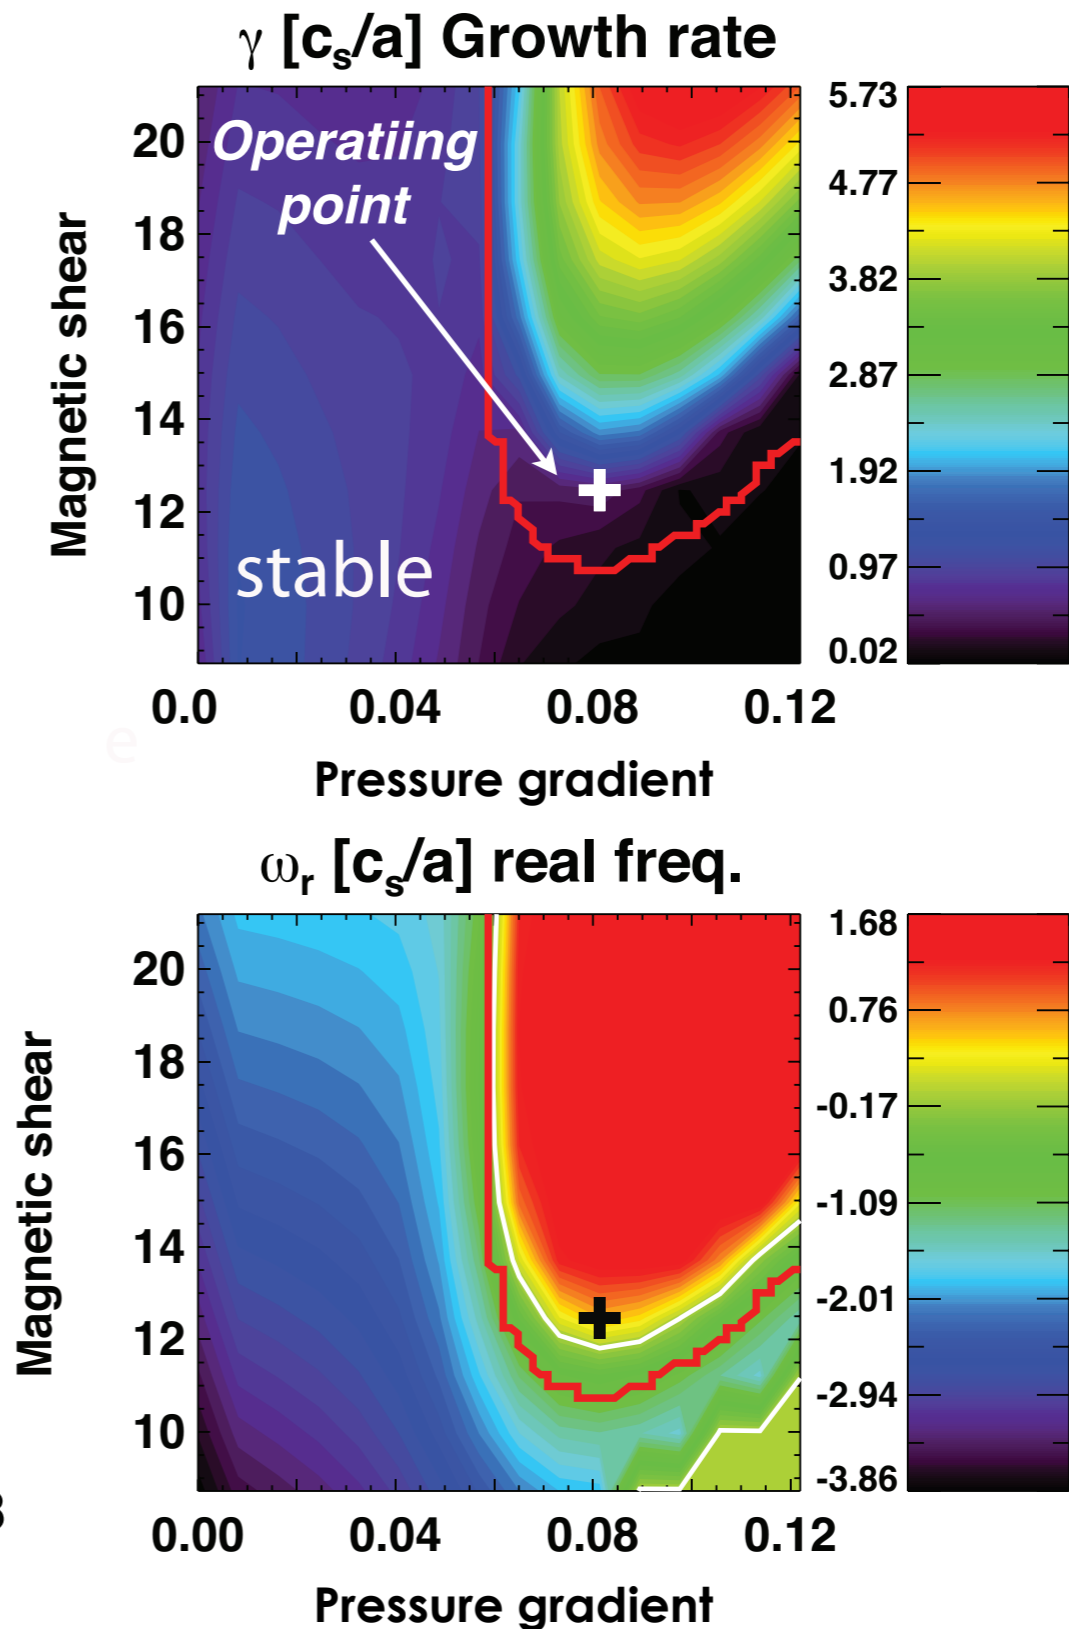 γ [cs/a] Growth rate
5.73
4.77
3.82
2.87
1.92
0.97
0.02
20
18
16
14
12
10
Magnetic shear
Operatiing
point
stable
0.0 0.04 0.08 0.12
e
Pressure gradient
ωr [cs/a] real freq.
1.68
0.76
-0.17
-1.09
-2.01
-2.94
-3.86
20
18
16
14
12
10
Magnetic shear
0.00 0.04 0.08 0.12
Pressure gradient